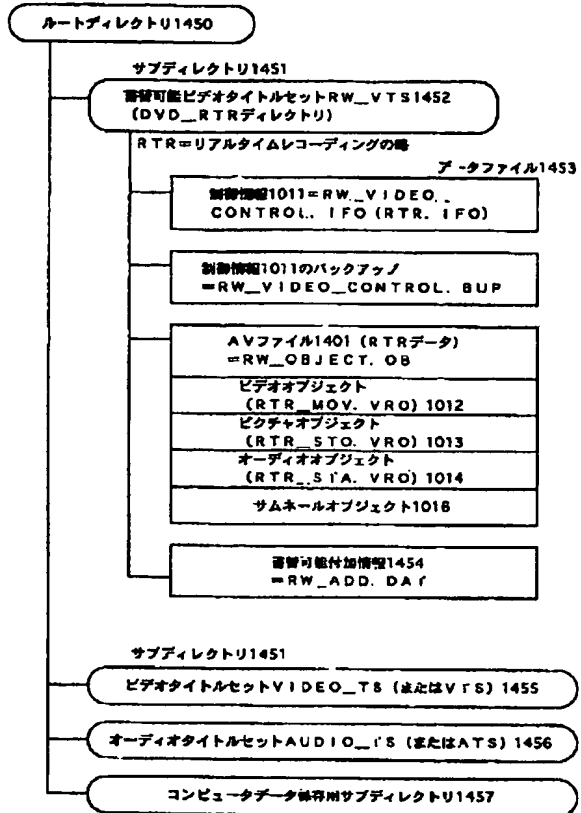 ルートディレクトリ1450
サブディレクトリ1451
書替可能ビデオタイトルセットRW__VTS1452
(DVD__RTRディレクトリ)
RTR=リアルタイムレコーディングの略
データファイル1453
制御情報1011=RW__VIDEO__
CONTROL. IFO (RTR. IFO)
制御情報1011のバックアップ
=RW__VIDEO__CONTROL. BUP
AVファイル1401 (RTRデータ)
=RW__OBJECT. OB
ビデオオブジェクト
(RTR__MOV. VRO) 1012
ピクチャオブジェクト
(RTR__STO. VRO) 1013
オーディオオブジェクト
(RTR__STA. VRO) 1014
サムネールオブジェクト1016
書替可能付加情報1454
=RW__ADD. DAT
サブディレクトリ1451
ビデオタイトルセットVIDEO__TS (またはVTS) 1455
オーディオタイトルセットAUDIO__TS (またはATS) 1456
コンピュータデータ保存用サブディレクトリ1457